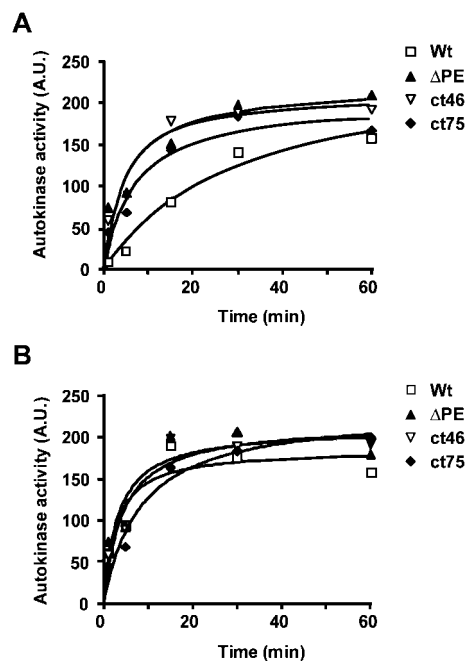 A
Autokinase activity (A.U.)
250
200
150
100
50
0
0
20
40
60
Time (min)
Wt
ΔPE
ct46
ct75
B
Autokinase activity (A.U.)
250
200
150
100
50
0
0
20
40
60
Time (min)
Wt
ΔPE
ct46
ct75